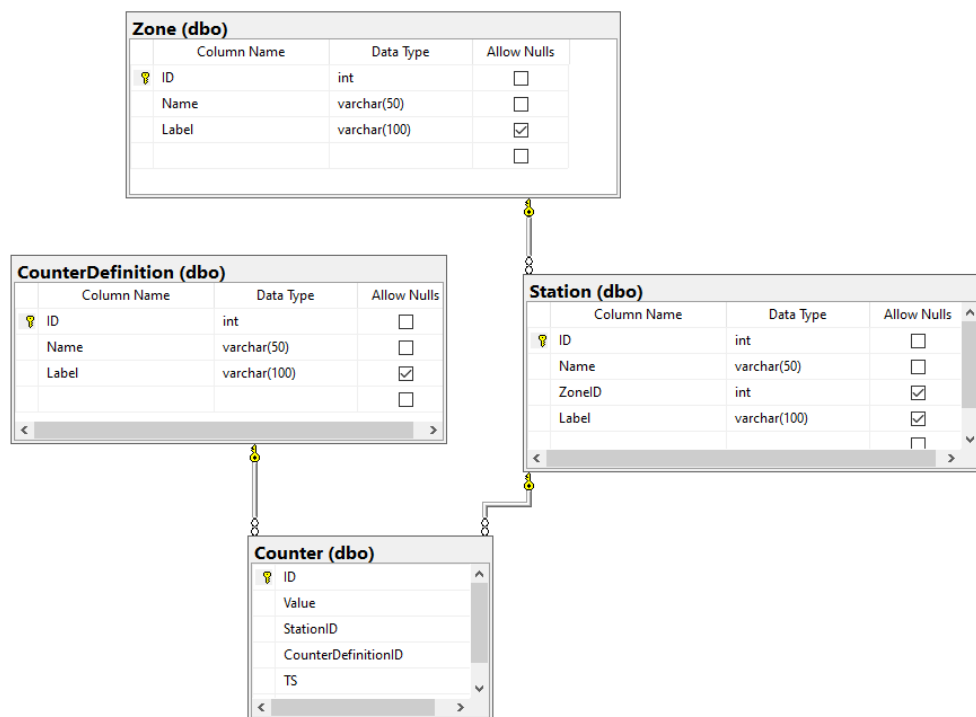 Zone (dbo)
Column Name Data Type Allow Nulls
ID int
Name varchar(50)
Label varchar(100)
CounterDefinition (dbo)
Column Name Data Type Allow Nulls
ID int
Name varchar(50)
Label varchar(100)
Station (dbo)
Column Name Data Type Allow Nulls
ID int
Name varchar(50)
ZoneID int
Label varchar(100)
Counter (dbo)
ID
Value
StationID
CounterDefinitionID
TS